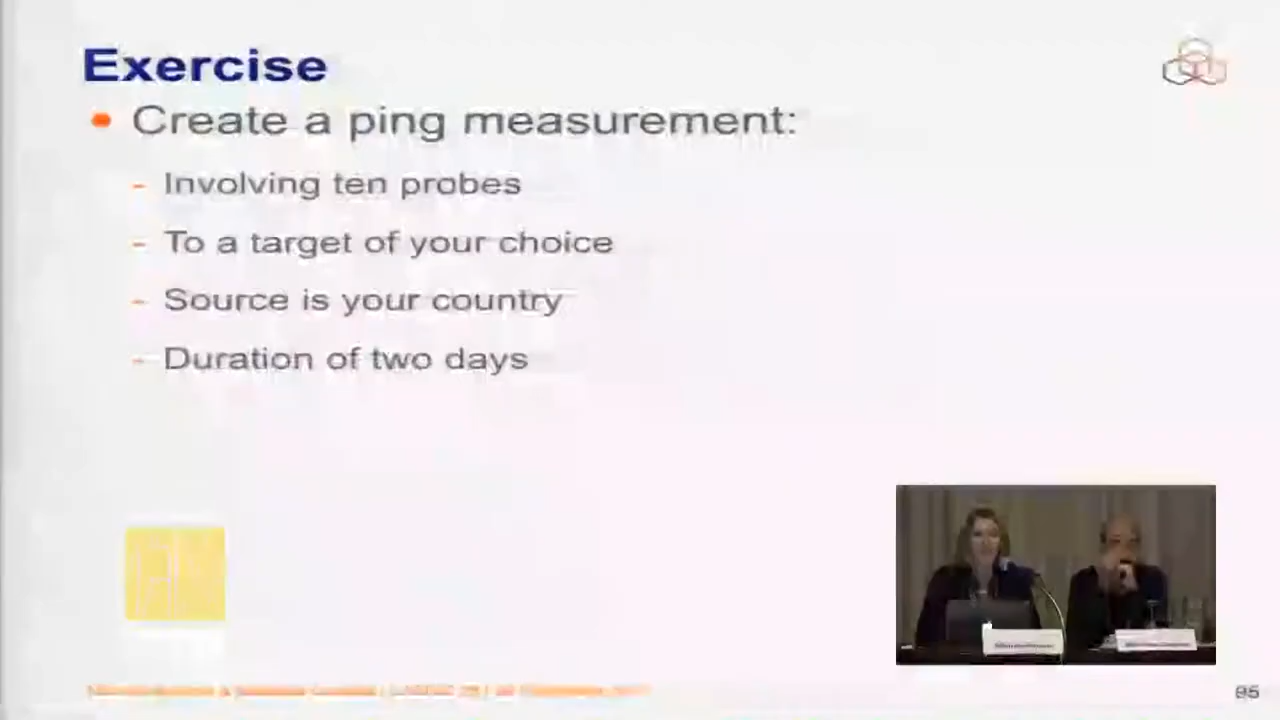 Exercise
Create a ping measurement:
- Involving ten probes
- To a target of your choice
- Source is your country
- Duration of two days
95